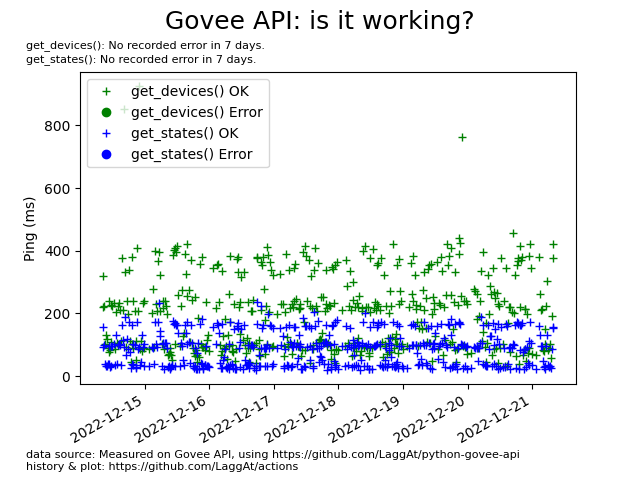 Govee API: is it working?
get_devices(): No recorded error in 7 days.
get_states(): No recorded error in 7 days.
get_devices() OK
get_devices() Error
get_states() OK
get_states() Error
Ping (ms)
800
600
400
200
0
2022-12-15
2022-12-16
2022-12-17
2022-12-18
2022-12-19
2022-12-20
2022-12-21
data source: Measured on Govee API, using https://github.com/LaggAt/python-govee-api
history & plot: https://github.com/LaggAt/actions